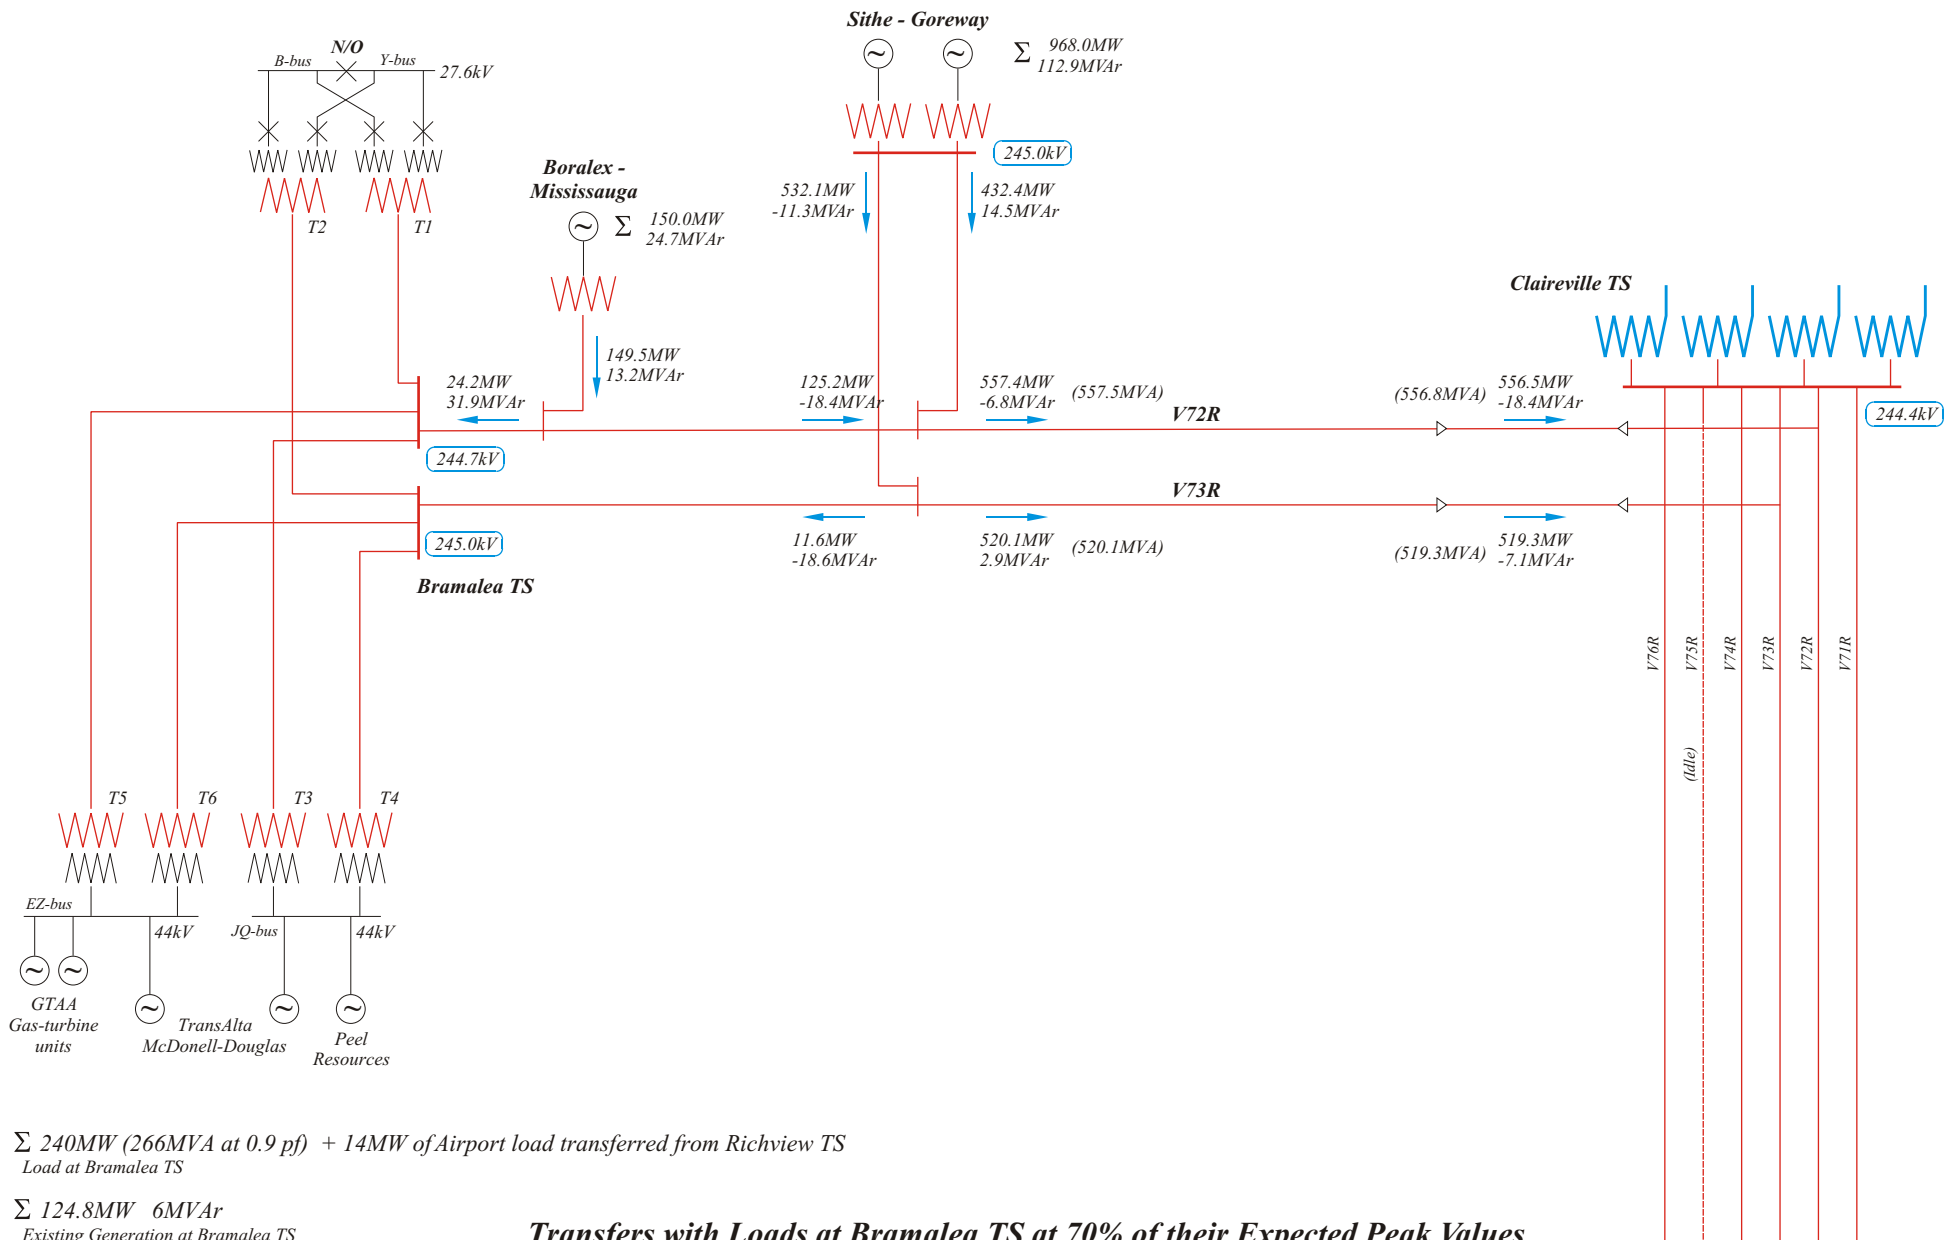 Sithe - Goreway
Σ 968.0MW
112.9MVAr
N/O
B-bus
Y-bus
27.6kV
245.0kV
Boralex -
Mississauga
Σ 150.0MW
24.7MVAr
532.1MW
-11.3MVAr
432.4MW
14.5MVAr
T2
T1
Claireville TS
149.5MW
13.2MVAr
24.2MW
31.9MVAr
125.2MW
-18.4MVAr
557.4MW
-6.8MVAr
(557.5MVA)
V72R
(556.8MVA)
556.5MW
-18.4MVAr
244.4kV
244.7kV
V73R
245.0kV
11.6MW
-18.6MVAr
520.1MW
2.9MVAr
(520.1MVA)
(519.3MVA)
519.3MW
-7.1MVAr
Bramalea TS
V76R
V75R
V74R
V73R
V72R
V71R
(Idle)
T5
T6
T3
T4
EZ-bus
44kV
JQ-bus
44kV
GTAA
Gas-turbine
units
TransAlta
McDonell-Douglas
Peel
Resources
Σ 240MW (266MVA at 0.9 pf) + 14MW of Airport load transferred from Richview TS
Load at Bramalea TS
Σ 124.8MW 6MVAr
Existing Generation at Bramalea TS
Transfers with Loads at Bramalea TS at 70% of their Expected Peak Values